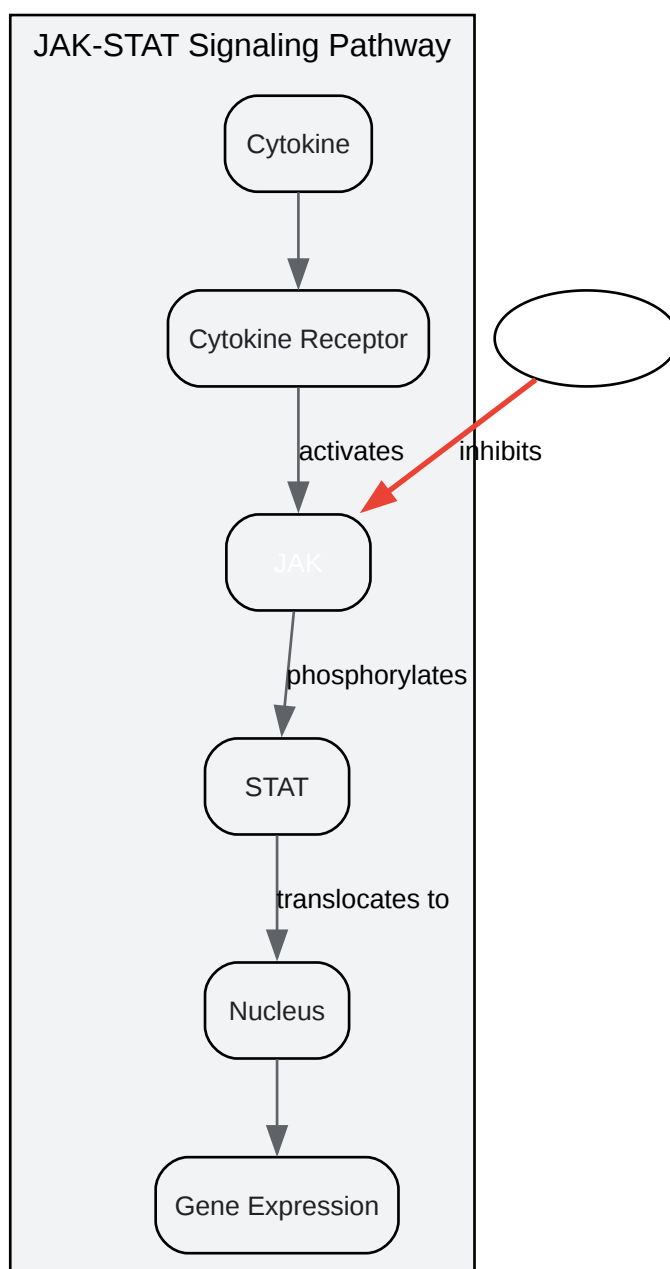 JAK-STAT Signaling Pathway
Cytokine
Cytokine Receptor
activates
inhibits
JAK
phosphorylates
STAT
translocates to
Nucleus
Gene Expression